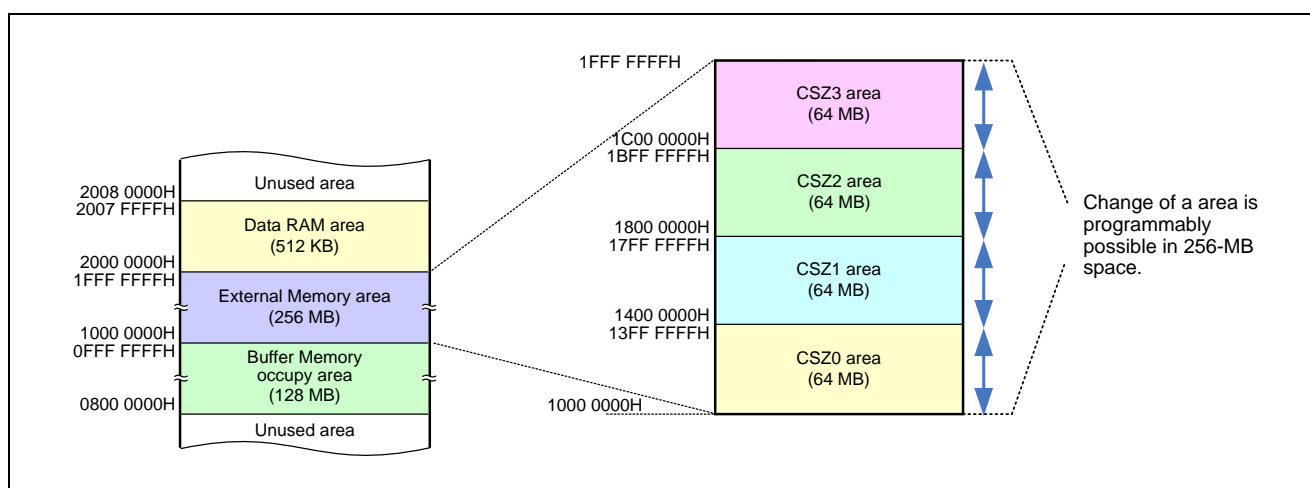 2008 0000H
2007 FFFFH
2000 0000H
1FFF FFFFH
1000 0000H
0FFF FFFFH
0800 0000H
Unused area
Data RAM area
(512 KB)
External Memory area
(256 MB)
Buffer Memory
occupy area
(128 MB)
Unused area
1FFF FFFFH
1C00 0000H
1BFF FFFFH
1800 0000H
17FF FFFFH
1400 0000H
13FF FFFFH
1000 0000H
CSZ3 area
(64 MB)
CSZ2 area
(64 MB)
CSZ1 area
(64 MB)
CSZ0 area
(64 MB)
Change of a area is
programmably
possible in 256-MB
space.